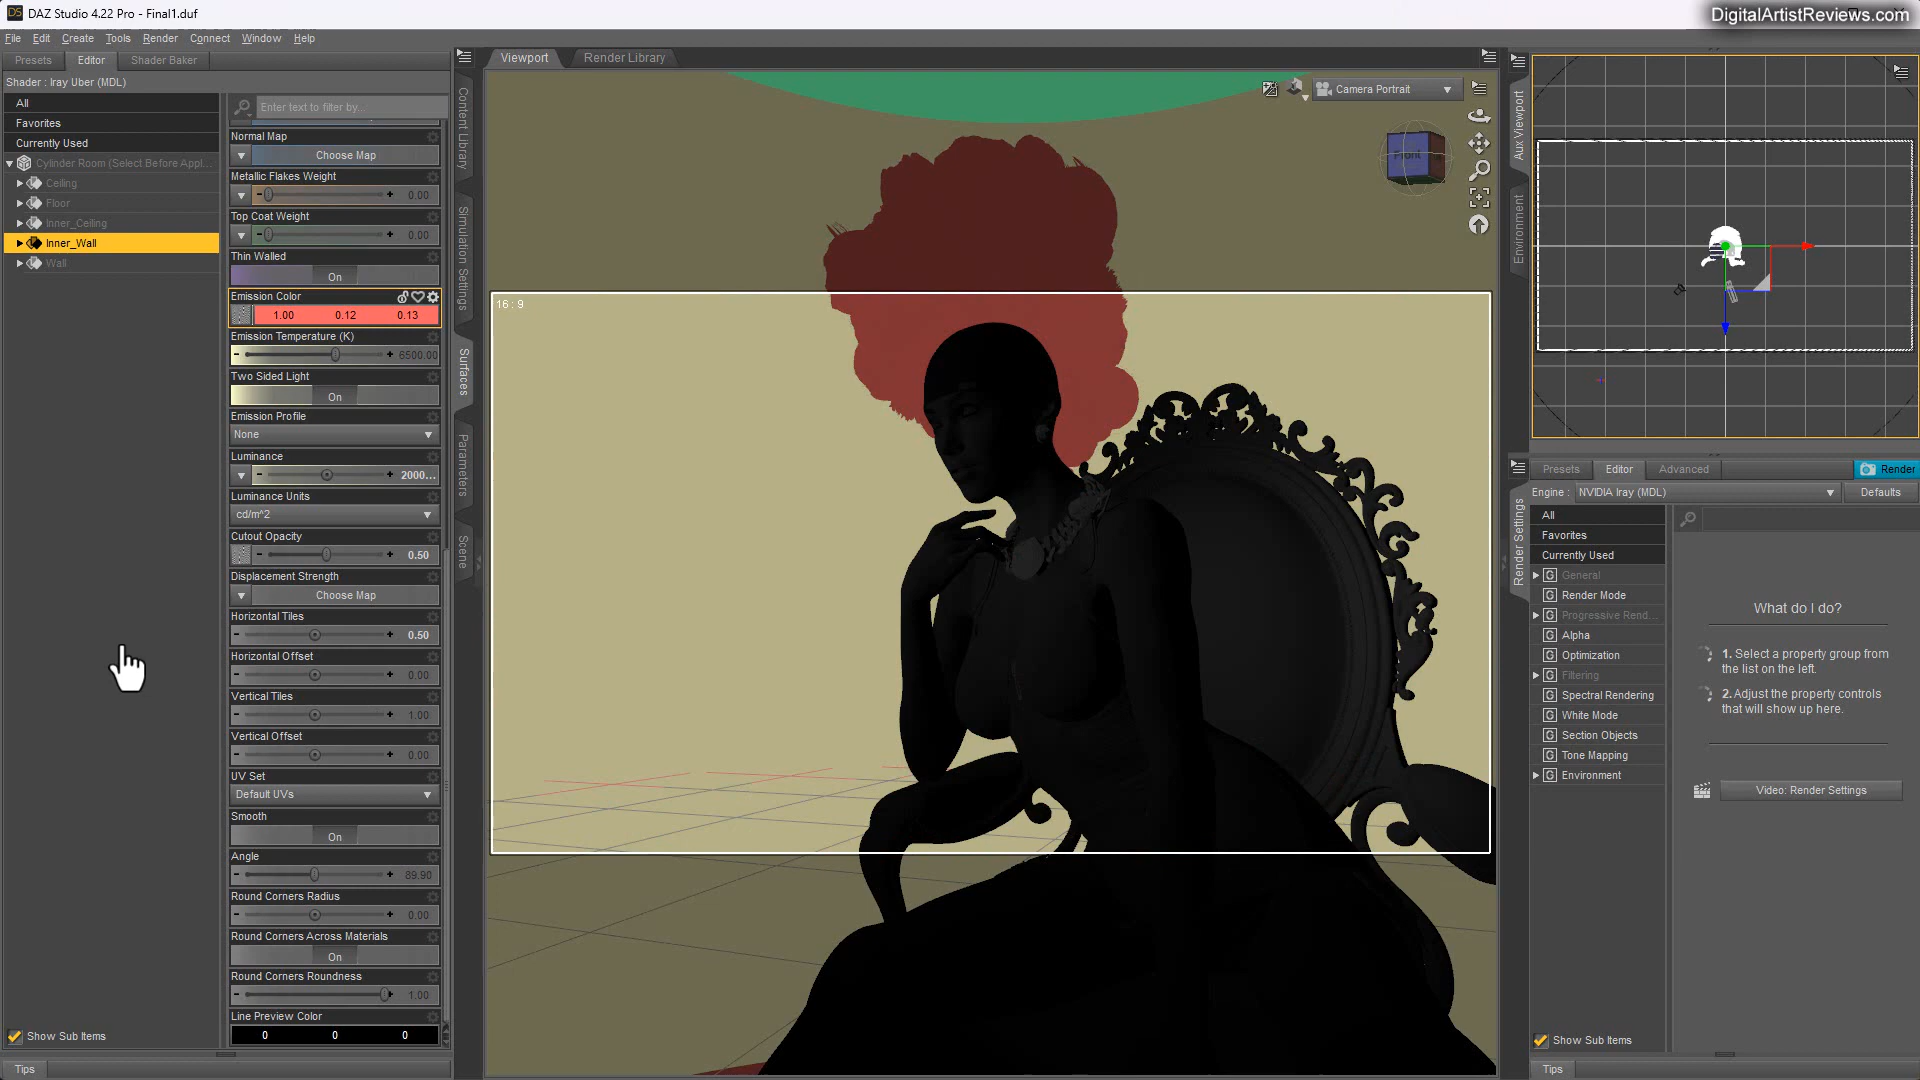 DAZ Studio 4.22 Pro - Final1.duf
DigitalArtistReviews.com
File Edit Create Tools Render Connect Window Help
Presets Editor Shader Baker
Shader : Iray Uber (MDL)
All
Favorites
Currently Used
Cylinder Room (Select Before Appl...
Ceiling
Floor
Inner_Ceiling
Inner_Wall
Wall
Show Sub Items
Tips
Enter text to filter by...
Normal Map
Choose Map
Metallic Flakes Weight
0.00
Top Coat Weight
0.00
Thin Walled
On
Emission Color
1.00 0.12 0.13
Emission Temperature (K)
6500.00
Two Sided Light
On
Emission Profile
None
Luminance
2000...
Luminance Units
cd/m^2
Cutout Opacity
0.50
Displacement Strength
Choose Map
Horizontal Tiles
0.50
Horizontal Offset
0.00
Vertical Tiles
1.00
Vertical Offset
0.00
UV Set
Default UVs
Smooth
On
Angle
89.90
Round Corners Radius
0.00
Round Corners Across Materials
On
Round Corners Roundness
1.00
Line Preview Color
0 0 0
Content Library
Simulation Settings
Surfaces
Parameters
Scene
Viewport Render Library
Camera Portrait
Front
16 : 9
Aux Viewport
Environment
Presets Editor Advanced Render
Engine : NVIDIA Iray (MDL) Defaults
Render Settings
All
Favorites
Currently Used
General
Render Mode
Progressive Rend...
Alpha
Optimization
Filtering
Spectral Rendering
White Mode
Section Objects
Tone Mapping
Environment
What do I do?
1. Select a property group from
the list on the left.
2. Adjust the property controls
that will show up here.
Video: Render Settings
Show Sub Items
Tips